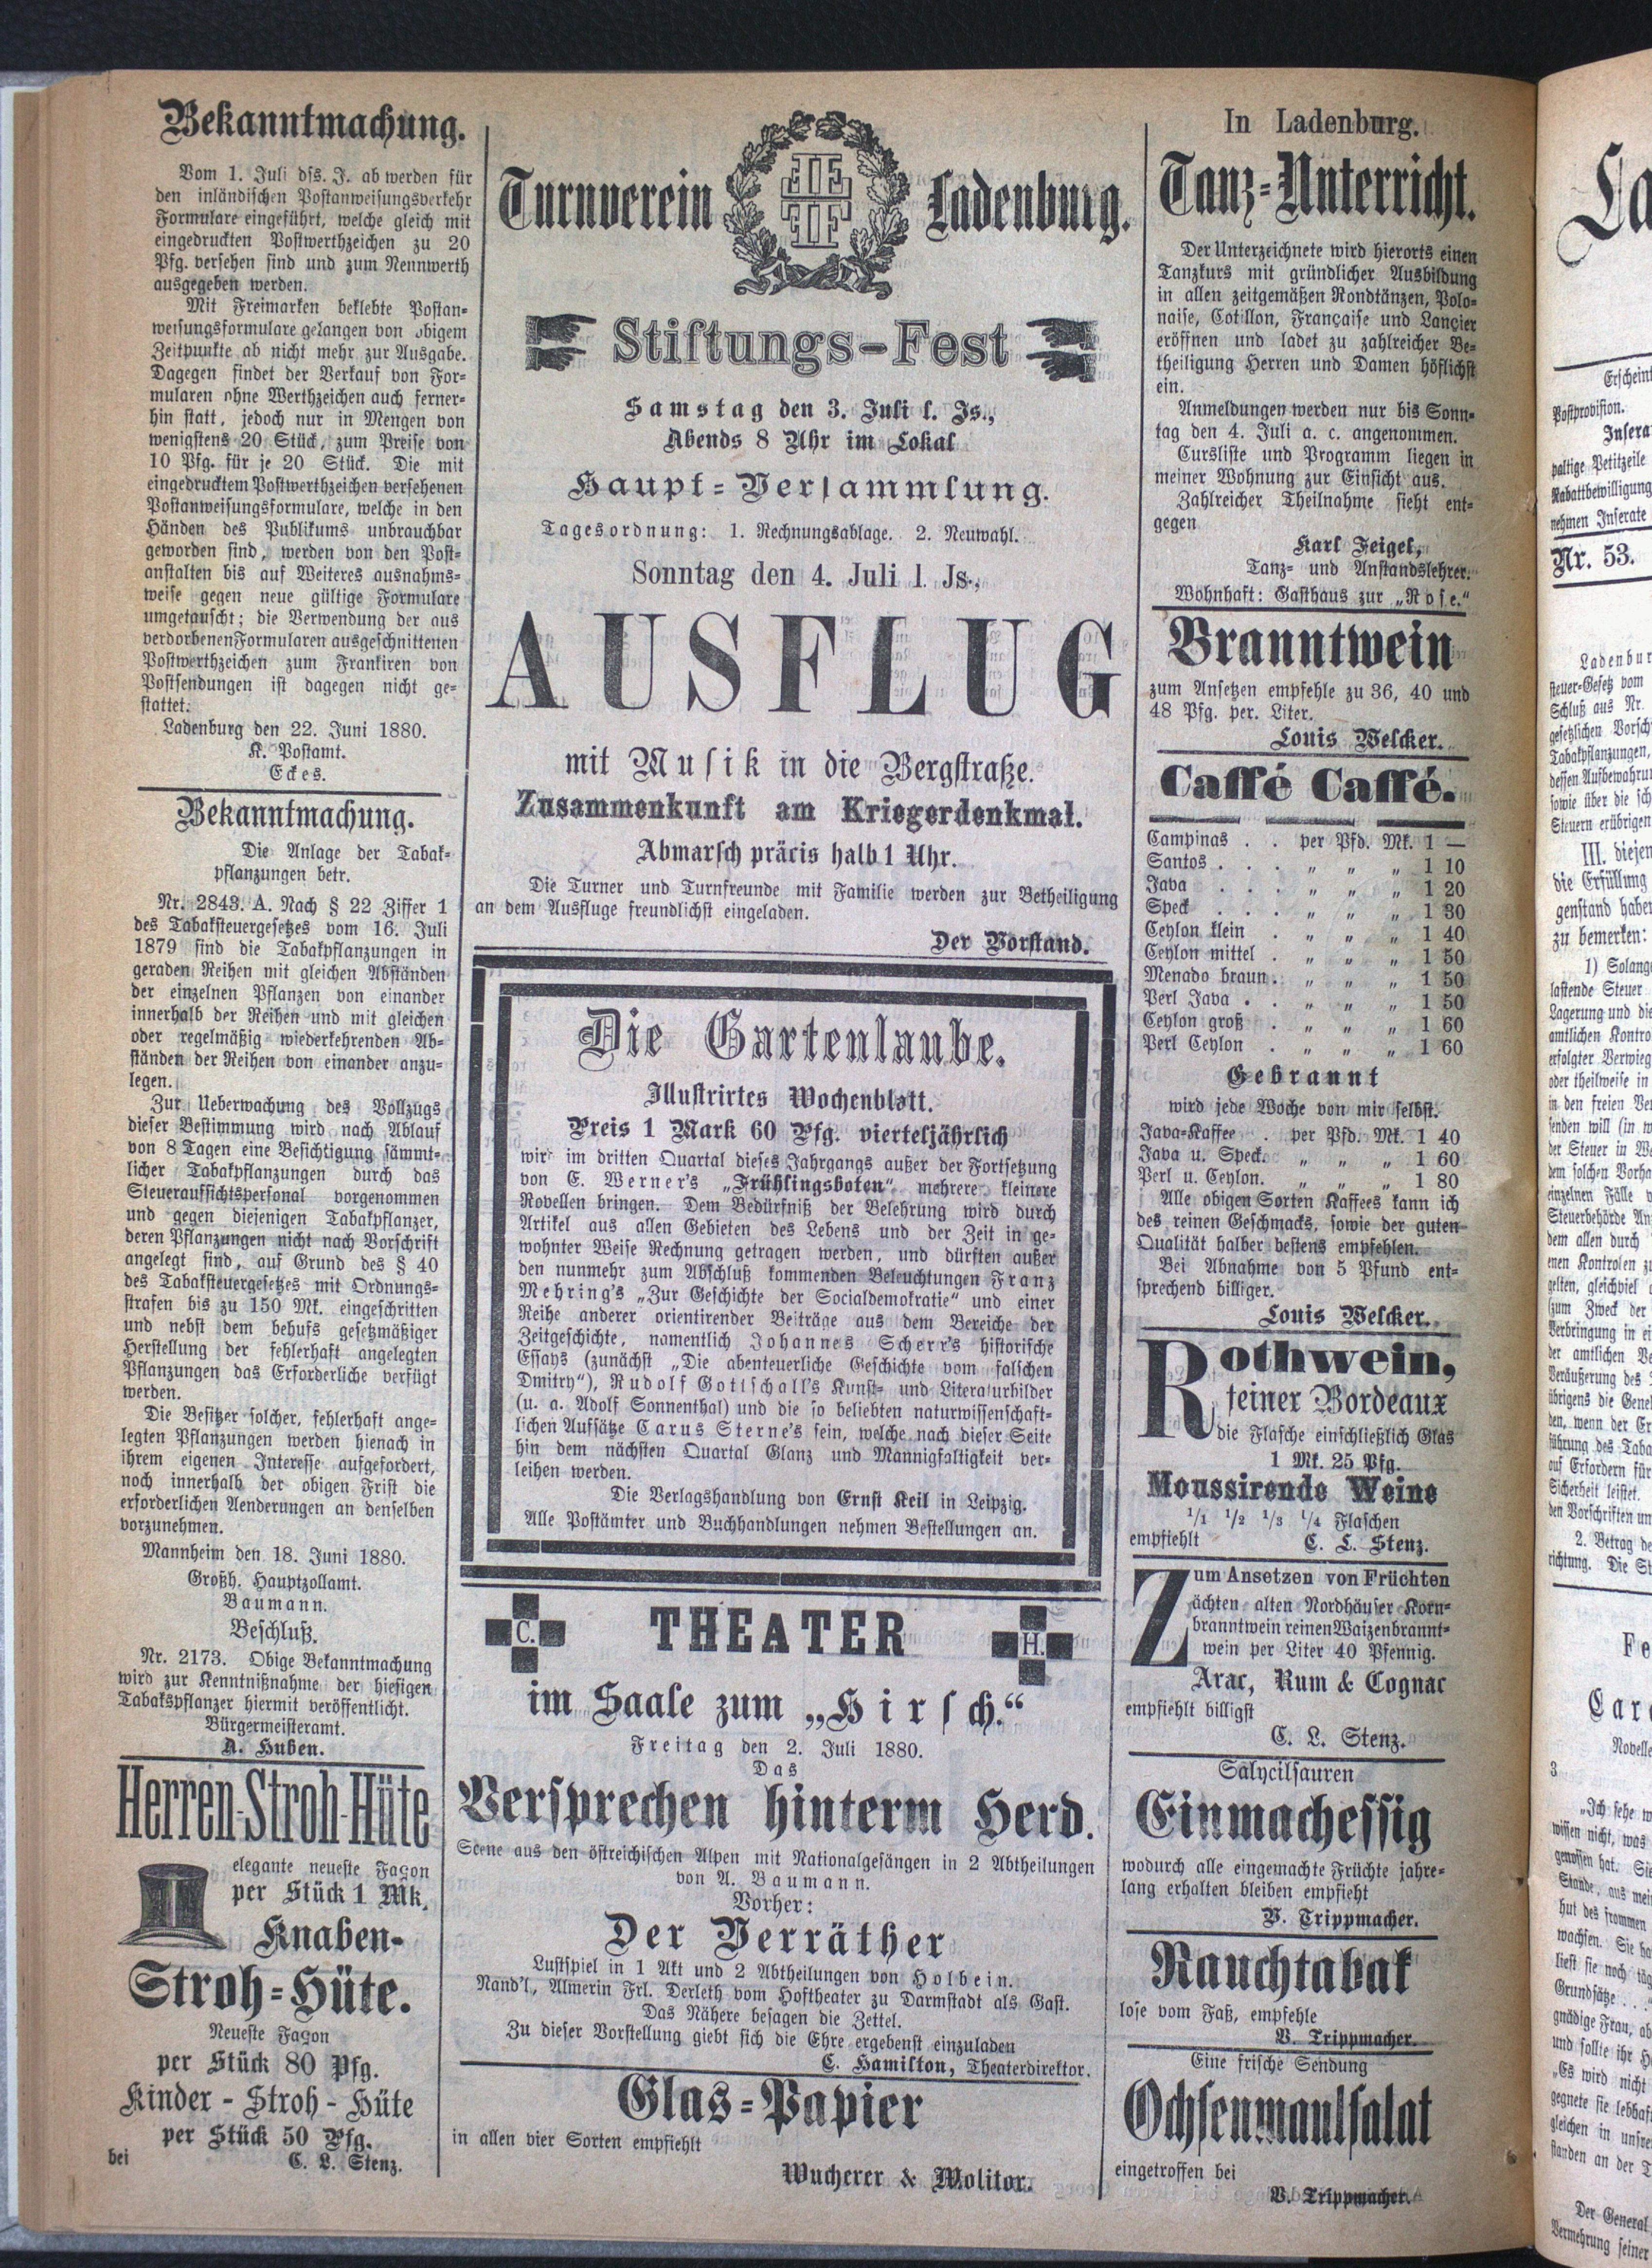 Bekanntmachung.
Vom 1. Juli dss. J. ab werden für
den inländischen Postanweisungsverkehr
Formulare eingeführt, welche gleich mit
eingedruckten Postwerthzeichen zu 20
Pfg. versehen sind und zum Nennwerth
ausgegeben werden.
Mit Freimarken beklebte Postan-
weisungsformulare gelangen von obigem
Zeitpunkte ab nicht mehr zur Ausgabe.
Dagegen findet der Verkauf von For-
mularen ohne Werthzeichen auch ferner-
hin statt, jedoch nur in Mengen von
wenigstens 20 Stück, zum Preise von
10 Pfg. für je 20 Stück. Die mit
eingedrucktem Postwerthzeichen versehenen
Postanweisungsformulare, welche in den
Händen des Publikums unbrauchbar
geworden sind, werden von den Post-
anstalten bis auf Weiteres ausnahms-
weise gegen neue gültige Formulare
umgetauscht; die Verwendung der aus
verdorbenen Formularen ausgeschnittenen
Postwerthzeichen zum Frankiren von
Postsendungen ist dagegen nicht ge-
stattet.
Ladenburg den 22. Juni 1880.
K. Postamt.
Eckes.
Bekanntmachung.
Die Anlage der Tabak-
pflanzungen betr.
Nr. 2843. A. Nach § 22 Ziffer 1
des Tabaksteuergesetzes vom 16. Juli
1879 sind die Tabakpflanzungen in
geraden Reihen mit gleichen Abständen
der einzelnen Pflanzen von einander
innerhalb der Reihen und mit gleichen
oder regelmäßig wiederkehrenden Ab-
ständen der Reihen von einander anzu-
legen.
Zur Ueberwachung des Vollzugs
dieser Bestimmung wird nach Ablauf
von 8 Tagen eine Besichtigung sämmt-
licher Tabakpflanzungen durch das
Steueraufsichtspersonal vorgenommen
und gegen diejenigen Tabakpflanzer,
deren Pflanzungen nicht nach Vorschrift
angelegt sind, auf Grund des § 40
des Tabaksteuergesetzes mit Ordnungs-
strafen bis zu 150 Mk. eingeschritten
und nebst dem behufs gesetzmäßiger
Herstellung der fehlerhaft angelegten
Pflanzungen das Erforderliche verfügt
werden.
Die Besitzer solcher, fehlerhaft ange-
legten Pflanzungen werden hienach in
ihrem eigenen Interesse aufgefordert,
noch innerhalb der obigen Frist die
erforderlichen Aenderungen an denselben
vorzunehmen.
Mannheim den 18. Juni 1880.
Großh. Hauptzollamt.
Baumann.
Beschluß.
Nr. 2173. Obige Bekanntmachung
wird zur Kenntnißnahme der hiesigen
Tabakspflanzer hiermit veröffentlicht.
Bürgermeisteramt.
A. Huben.
Herren-Stroh-Hüte
elegante neueste Façon
per Stück 1 Mk.
Knaben-
Stroh-Hüte.
Neueste Façon
per Stück 80 Pfg.
Kinder-Stroh-Hüte
per Stück 50 Pfg.
bei C. L. Stenz.
Turnverein Ladenburg.
Stiftungs-Fest
Samstag den 3. Juli l. Js.,
Abends 8 Uhr im Lokal
Haupt-Versammlung.
Tagesordnung: 1. Rechnungsablage. 2. Neuwahl.
Sonntag den 4. Juli l. Js.,
AUSFLUG
mit Musik in die Bergstraße.
Zusammenkunft am Kriegerdenkmal.
Abmarsch präcis halb 1 Uhr.
Die Turner und Turnfreunde mit Familie werden zur Betheiligung
an dem Ausfluge freundlichst eingeladen.
Der Vorstand.
Die Gartenlaube.
Illustrirtes Wochenblatt.
Preis 1 Mark 60 Pfg. vierteljährlich
wird im dritten Quartal dieses Jahrgangs außer der Fortsetzung
von E. Werner's „Frühlingsboten" mehrere kleinere
Novellen bringen. Dem Bedürfniß der Belehrung wird durch
Artikel aus allen Gebieten des Lebens und der Zeit in ge-
wohnter Weise Rechnung getragen werden, und dürften außer
den nunmehr zum Abschluß kommenden Beleuchtungen Franz
Mehring's „Zur Geschichte der Socialdemokratie" und einer
Reihe anderer orientirender Beiträge aus dem Bereiche der
Zeitgeschichte, namentlich Johannes Scherr's historische
Essays (zunächst „Die abenteuerliche Geschichte vom falschen
Dmitry"), Rudolf Gottschall's Kunst- und Literaturbilder
(u. a. Adolf Sonnenthal) und die so beliebten naturwissenschaft-
lichen Aufsätze Carus Sterne's sein, welche nach dieser Seite
hin dem nächsten Quartal Glanz und Mannigfaltigkeit ver-
leihen werden.
Die Verlagshandlung von Ernst Keil in Leipzig.
Alle Postämter und Buchhandlungen nehmen Bestellungen an.
C. THEATER H.
im Saale zum „Hirsch."
Freitag den 2. Juli 1880.
Das
Versprechen hinterm Herd.
Scene aus den östreichischen Alpen mit Nationalgesängen in 2 Abtheilungen
von A. Baumann.
Vorher:
Der Verräther
Lustspiel in 1 Akt und 2 Abtheilungen von Holbein.
Nand'l, Almerin Frl. Derleth vom Hoftheater zu Darmstadt als Gast.
Das Nähere besagen die Zettel.
Zu dieser Vorstellung giebt sich die Ehre ergebenst einzuladen
C. Hamilton, Theaterdirektor.
Glas-Papier
in allen vier Sorten empfiehlt
Wucherer & Molitor.
In Ladenburg.
Tanz-Unterricht.
Der Unterzeichnete wird hierorts einen
Tanzkurs mit gründlicher Ausbildung
in allen zeitgemäßen Rondtänzen, Polo-
naise, Cotillon, Française und Lançier
eröffnen und ladet zu zahlreicher Be-
theiligung Herren und Damen höflichst
ein.
Anmeldungen werden nur bis Sonn-
tag den 4. Juli a. c. angenommen.
Cursliste und Programm liegen in
meiner Wohnung zur Einsicht aus.
Zahlreicher Theilnahme sieht ent-
gegen
Karl Feigel,
Tanz- und Anstandslehrer.
Wohnhaft: Gasthaus zur „Rose."
Branntwein
zum Ansetzen empfehle zu 36, 40 und
48 Pfg. per. Liter.
Louis Welcker.
Caffé Caffé.
Campinas . . per Pfd. Mk. 1 —
Santos . . . „ „ „ 1 10
Java . . . „ „ „ 1 20
Speck . . . „ „ „ 1 30
Ceylon klein . „ „ „ 1 40
Ceylon mittel . „ „ „ 1 50
Menado braun . „ „ „ 1 50
Perl Java . . „ „ „ 1 50
Ceylon groß . „ „ „ 1 60
Perl Ceylon . „ „ „ 1 60
Gebrannt
wird jede Woche von mir selbst.
Java-Kaffee . per Pfd. Mk. 1 40
Java u. Speck. „ „ „ 1 60
Perl u. Ceylon. „ „ „ 1 80
Alle obigen Sorten Kaffees kann ich
des reinen Geschmacks, sowie der guten
Qualität halber bestens empfehlen.
Bei Abnahme von 5 Pfund ent-
sprechend billiger.
Louis Welcker.
Rothwein,
feiner Bordeaux
die Flasche einschließlich Glas
1 Mk. 25 Pfg.
Moussirende Weine
1/1 1/2 1/3 1/4 Flaschen
empfiehlt C. L. Stenz.
Zum Ansetzen von Früchten
ächten alten Nordhäuser Korn-
branntwein reinen Waizenbrannt-
wein per Liter 40 Pfennig.
Arac, Rum & Cognac
empfiehlt billigst
C. L. Stenz.
Salycilsauren
Einmachessig
wodurch alle eingemachte Früchte jahre-
lang erhalten bleiben empfieht
V. Trippmacher.
Rauchtabak
lose vom Faß, empfehle
V. Trippmacher.
Eine frische Sendung
Ochsenmaulsalat
eingetroffen bei
V. Trippmacher.
Postprovision.
Nr. 53.